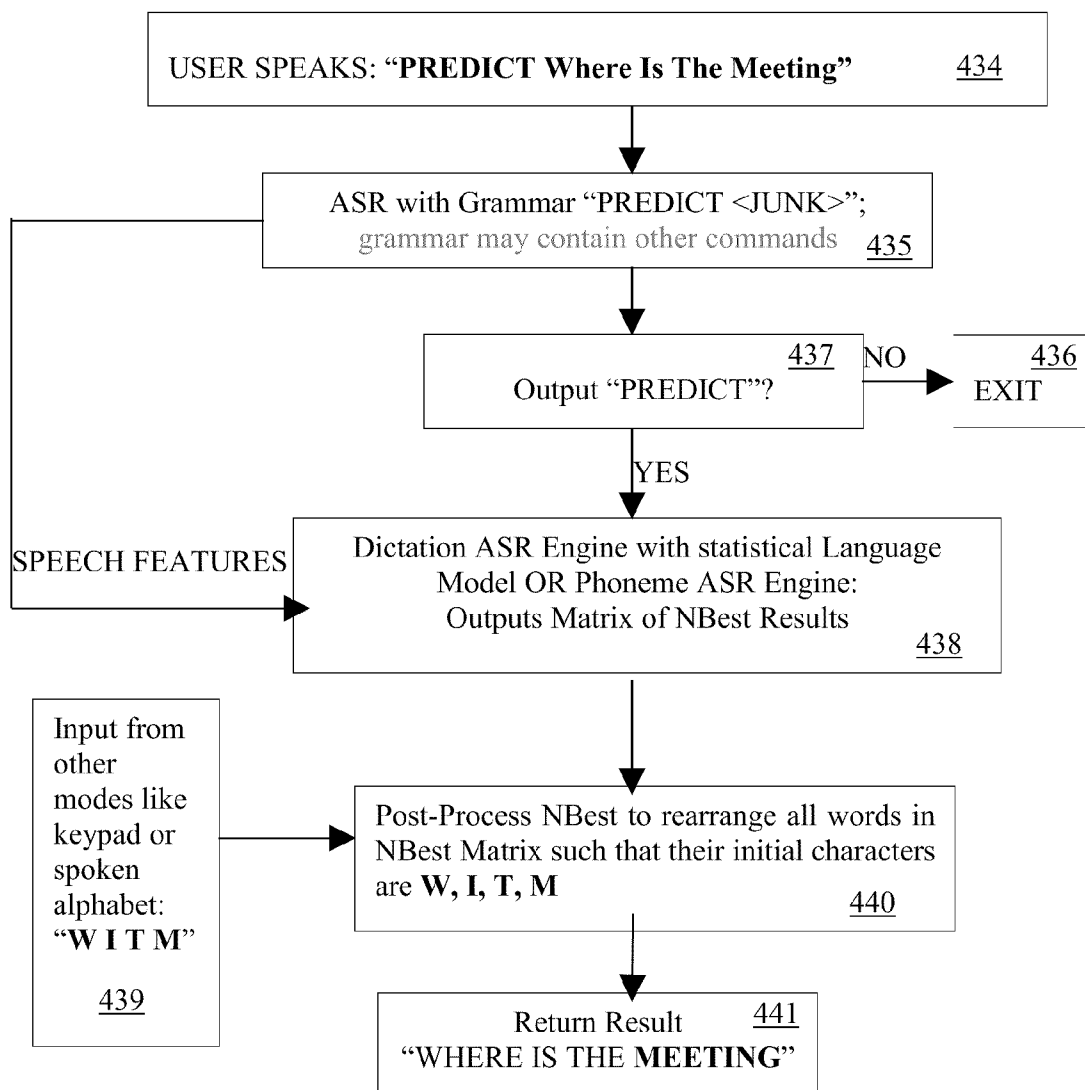 USER SPEAKS: “PREDICT Where Is The Meeting” 434
ASR with Grammar “PREDICT <JUNK>”;
grammar may contain other commands
435
437
Output “PREDICT”?
NO
436
EXIT
YES
SPEECH FEATURES
Dictation ASR Engine with statistical Language
Model OR Phoneme ASR Engine:
Outputs Matrix of NBest Results
438
Input from
other
modes like
keypad or
spoken
alphabet:
“W I T M”
439
Post-Process NBest to rearrange all words in
NBest Matrix such that their initial characters
are W, I, T, M
440
441
Return Result
“WHERE IS THE MEETING”